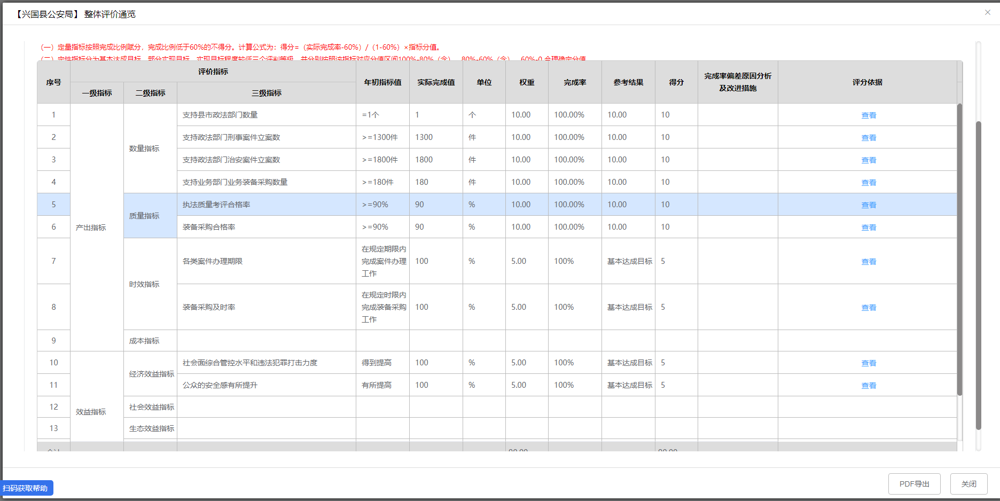 【兴国县公安局】 整体评价通览
（一）定量指标按照完成比例赋分，完成比例低于60%的不得分。计算公式为：得分=（实际完成率-60%）/（1-60%）×指标分值。
（二）定性指标分为基本达成目标、部分实现目标、实现目标程度较低三个评判等级，并分别按照该指标对应分值区间100%-80%（含）、80%-60%（含）、60%-0 合理确定分值。
序号 评价指标 年初指标值 实际完成值 单位 权重 完成率 参考结果 得分 完成率偏差原因分析及改进措施 评分依据
一级指标 二级指标 三级指标
1 产出指标 数量指标 支持县市政法部门数量 =1个 1 个 10.00 100.00% 10.00 10 查看
2 支持政法部门刑事案件立案数 >=1300件 1300 件 10.00 100.00% 10.00 10 查看
3 支持政法部门治安案件立案数 >=1800件 1800 件 10.00 100.00% 10.00 10 查看
4 支持业务部门业务装备采购数量 >=180件 180 件 10.00 100.00% 10.00 10 查看
5 质量指标 执法质量考评合格率 >=90% 90 % 10.00 100.00% 10.00 10 查看
6 装备采购合格率 >=90% 90 % 10.00 100.00% 10.00 10 查看
7 时效指标 各类案件办理期限 在规定期限内完成案件办理工作 100 % 5.00 100% 基本达成目标 5 查看
8 装备采购及时率 在规定时限内完成装备采购工作 100 % 5.00 100% 基本达成目标 5 查看
9 成本指标
10 效益指标 经济效益指标 社会面综合管控水平和违法犯罪打击力度 得到提高 100 % 5.00 100% 基本达成目标 5 查看
11 公众的安全感有所提升 有所提高 100 % 5.00 100% 基本达成目标 5 查看
12 社会效益指标
13 生态效益指标
扫码获取帮助
PDF导出 关闭